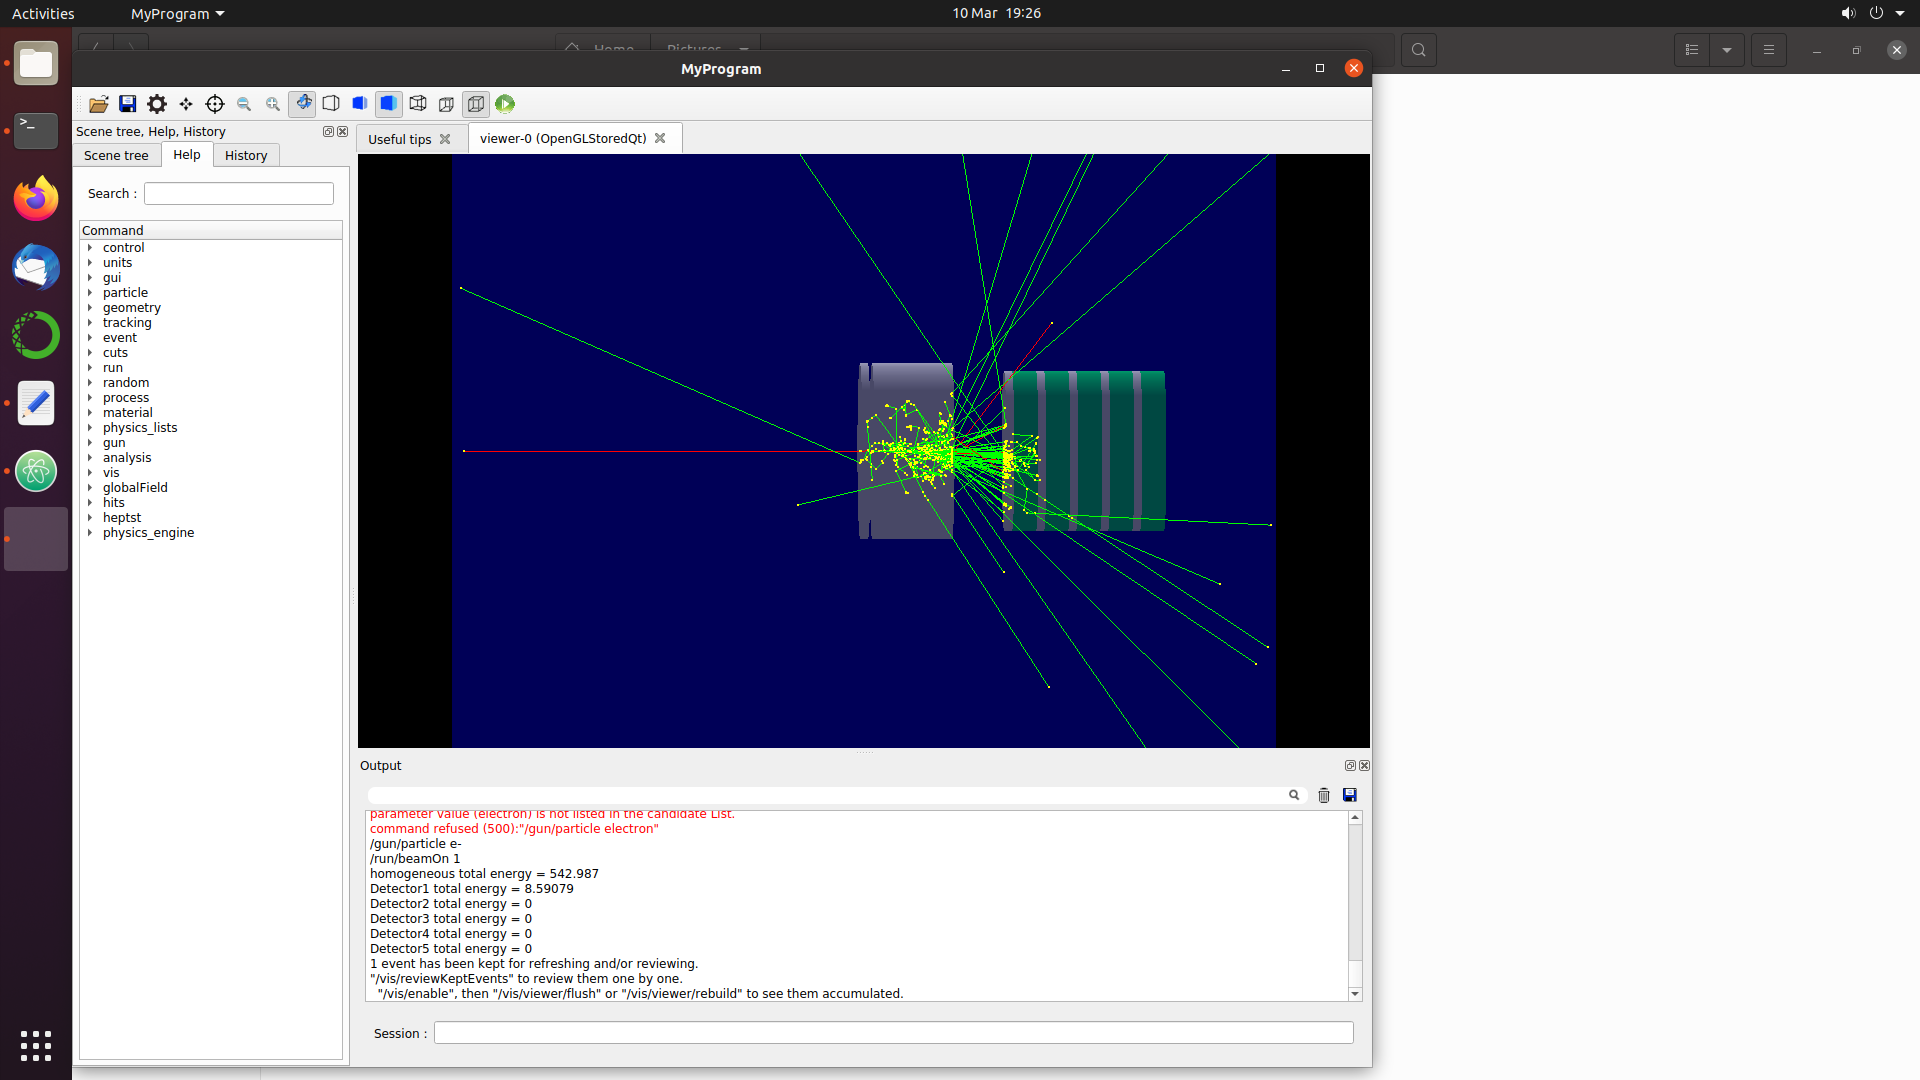 Activities
MyProgram
10 Mar 19:26
Home
Pictures
MyProgram
Scene tree, Help, History
Scene tree
Help
History
Search :
Command
control
units
gui
particle
geometry
tracking
event
cuts
run
random
process
material
physics_lists
gun
analysis
vis
globalField
hits
heptst
physics_engine
Useful tips
viewer-0 (OpenGLStoredQt)
Output
parameter value (electron) is not listed in the candidate List.
command refused (500):"/gun/particle electron"
/gun/particle e-
/run/beamOn 1
homogeneous total energy = 542.987
Detector1 total energy = 8.59079
Detector2 total energy = 0
Detector3 total energy = 0
Detector4 total energy = 0
Detector5 total energy = 0
1 event has been kept for refreshing and/or reviewing.
"/vis/reviewKeptEvents" to review them one by one.
"/vis/enable", then "/vis/viewer/flush" or "/vis/viewer/rebuild" to see them accumulated.
Session :